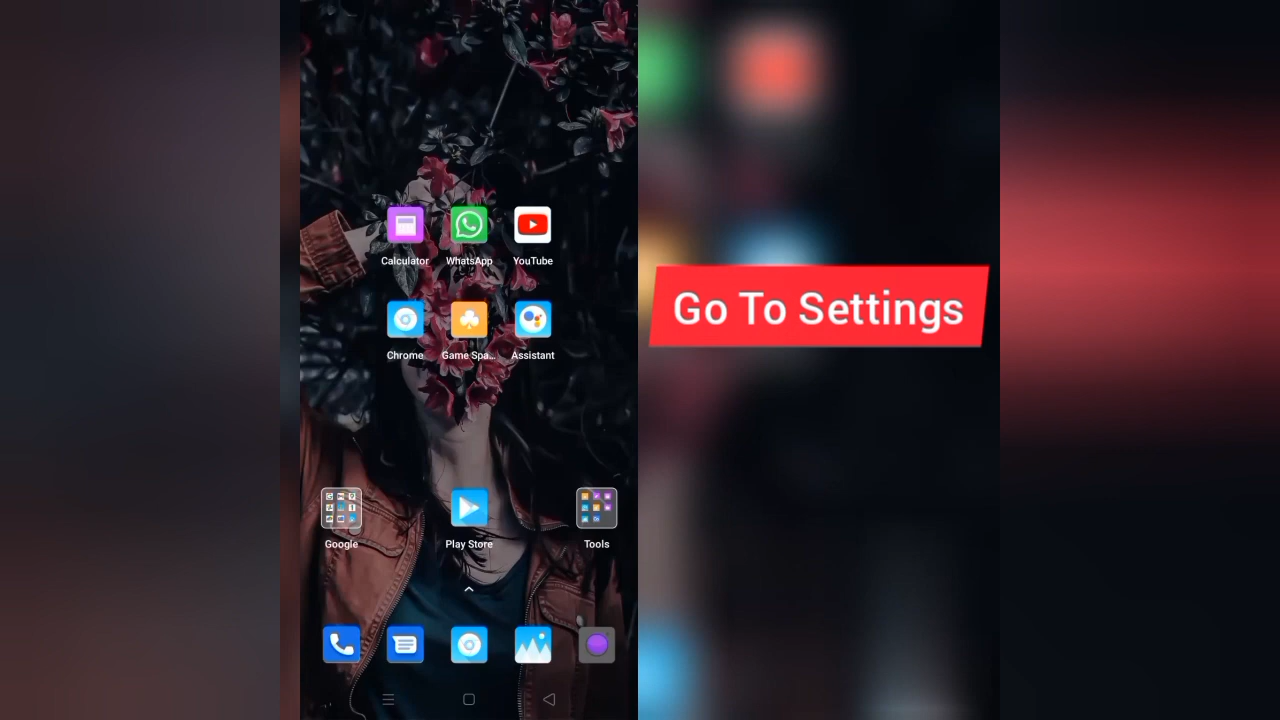 Calculator
WhatsApp
YouTube
Chrome
Game Spa...
Assistant
Google
Play Store
Tools
Go To Settings